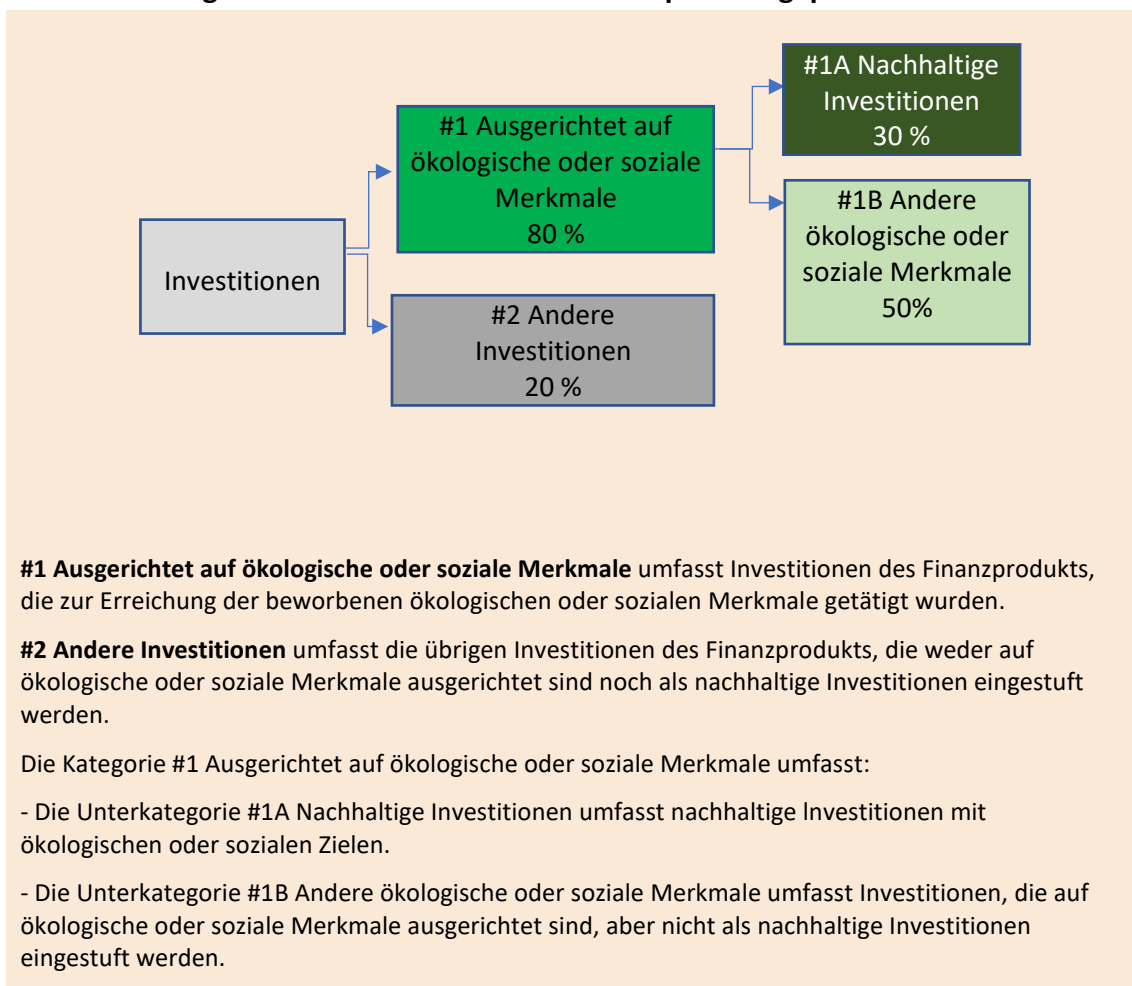 #1A Nachhaltige
Investitionen
30 %
#1 Ausgerichtet auf
ökologische oder soziale
Merkmale
80 %
#1B Andere
ökologische oder
soziale Merkmale
50%
Investitionen
#2 Andere
Investitionen
20 %
#1 Ausgerichtet auf ökologische oder soziale Merkmale umfasst Investitionen des Finanzprodukts,
die zur Erreichung der beworbenen ökologischen oder sozialen Merkmale getätigt wurden.
#2 Andere Investitionen umfasst die übrigen Investitionen des Finanzprodukts, die weder auf
ökologische oder soziale Merkmale ausgerichtet sind noch als nachhaltige Investitionen eingestuft
werden.
Die Kategorie #1 Ausgerichtet auf ökologische oder soziale Merkmale umfasst:
- Die Unterkategorie #1A Nachhaltige Investitionen umfasst nachhaltige lnvestitionen mit
ökologischen oder sozialen Zielen.
- Die Unterkategorie #1B Andere ökologische oder soziale Merkmale umfasst Investitionen, die auf
ökologische oder soziale Merkmale ausgerichtet sind, aber nicht als nachhaltige Investitionen
eingestuft werden.